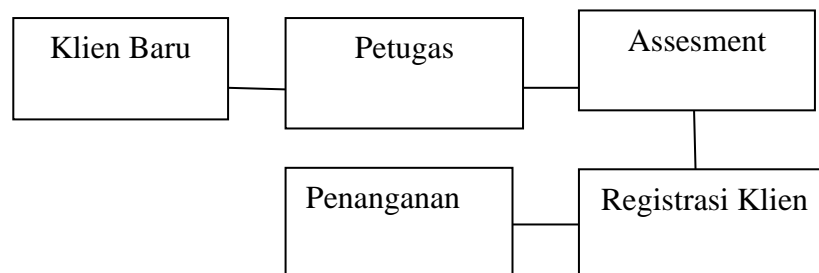 Klien Baru
Petugas
Assesment
Registrasi Klien
Penanganan